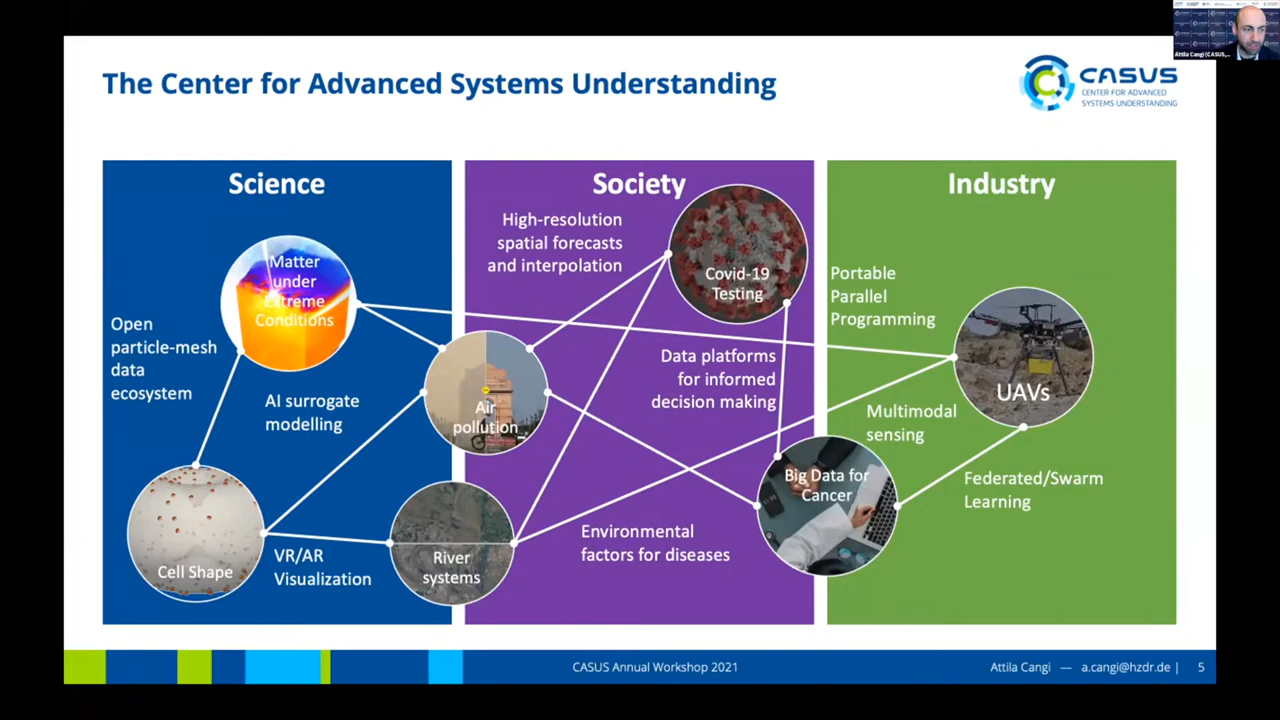 The Center for Advanced Systems Understanding
CASUS
CENTER FOR ADVANCED
SYSTEMS UNDERSTANDING
Attila Cangi (CASUS,...
Science
Matter
under
Extreme
Conditions
Open
particle-mesh
data
ecosystem
AI surrogate
modelling
Cell Shape
VR/AR
Visualization
River
systems
Society
High-resolution
spatial forecasts
and interpolation
Covid-19
Testing
Air
pollution
Data platforms
for informed
decision making
Environmental
factors for diseases
Big Data for
Cancer
Industry
Portable
Parallel
Programming
UAVs
Multimodal
sensing
Federated/Swarm
Learning
CASUS Annual Workshop 2021
Attila Cangi — a.cangi@hzdr.de | 5